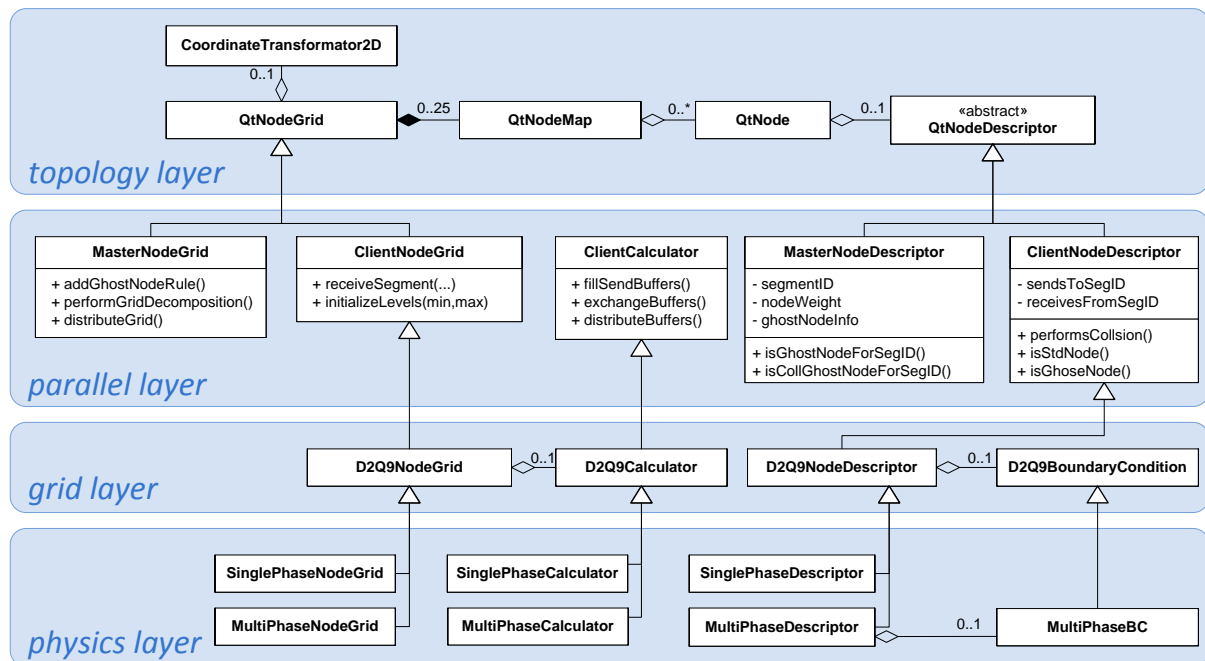 CoordinateTransformator2D
0..1
QtNodeGrid
0..25
QtNodeMap
0..*
QtNode
0..1
«abstract»
QtNodeDescriptor
topology layer
MasterNodeGrid
+ addGhostNodeRule()
+ performGridDecomposition()
+ distributeGrid()
ClientNodeGrid
+ receiveSegment(...)
+ initializeLevels(min,max)
ClientCalculator
+ fillSendBuffers()
+ exchangeBuffers()
+ distributeBuffers()
MasterNodeDescriptor
- segmentID
- nodeWeight
- ghostNodeInfo
+ isGhostNodeForSegID()
+ isCollGhostNodeForSegID()
ClientNodeDescriptor
- sendsToSegID
- receivesFromSegID
+ performsCollsion()
+ isStdNode()
+ isGhoseNode()
parallel layer
D2Q9NodeGrid
0..1
D2Q9Calculator
D2Q9NodeDescriptor
0..1
D2Q9BoundaryCondition
grid layer
SinglePhaseNodeGrid
SinglePhaseCalculator
SinglePhaseDescriptor
MultiPhaseNodeGrid
MultiPhaseCalculator
MultiPhaseDescriptor
0..1
MultiPhaseBC
physics layer